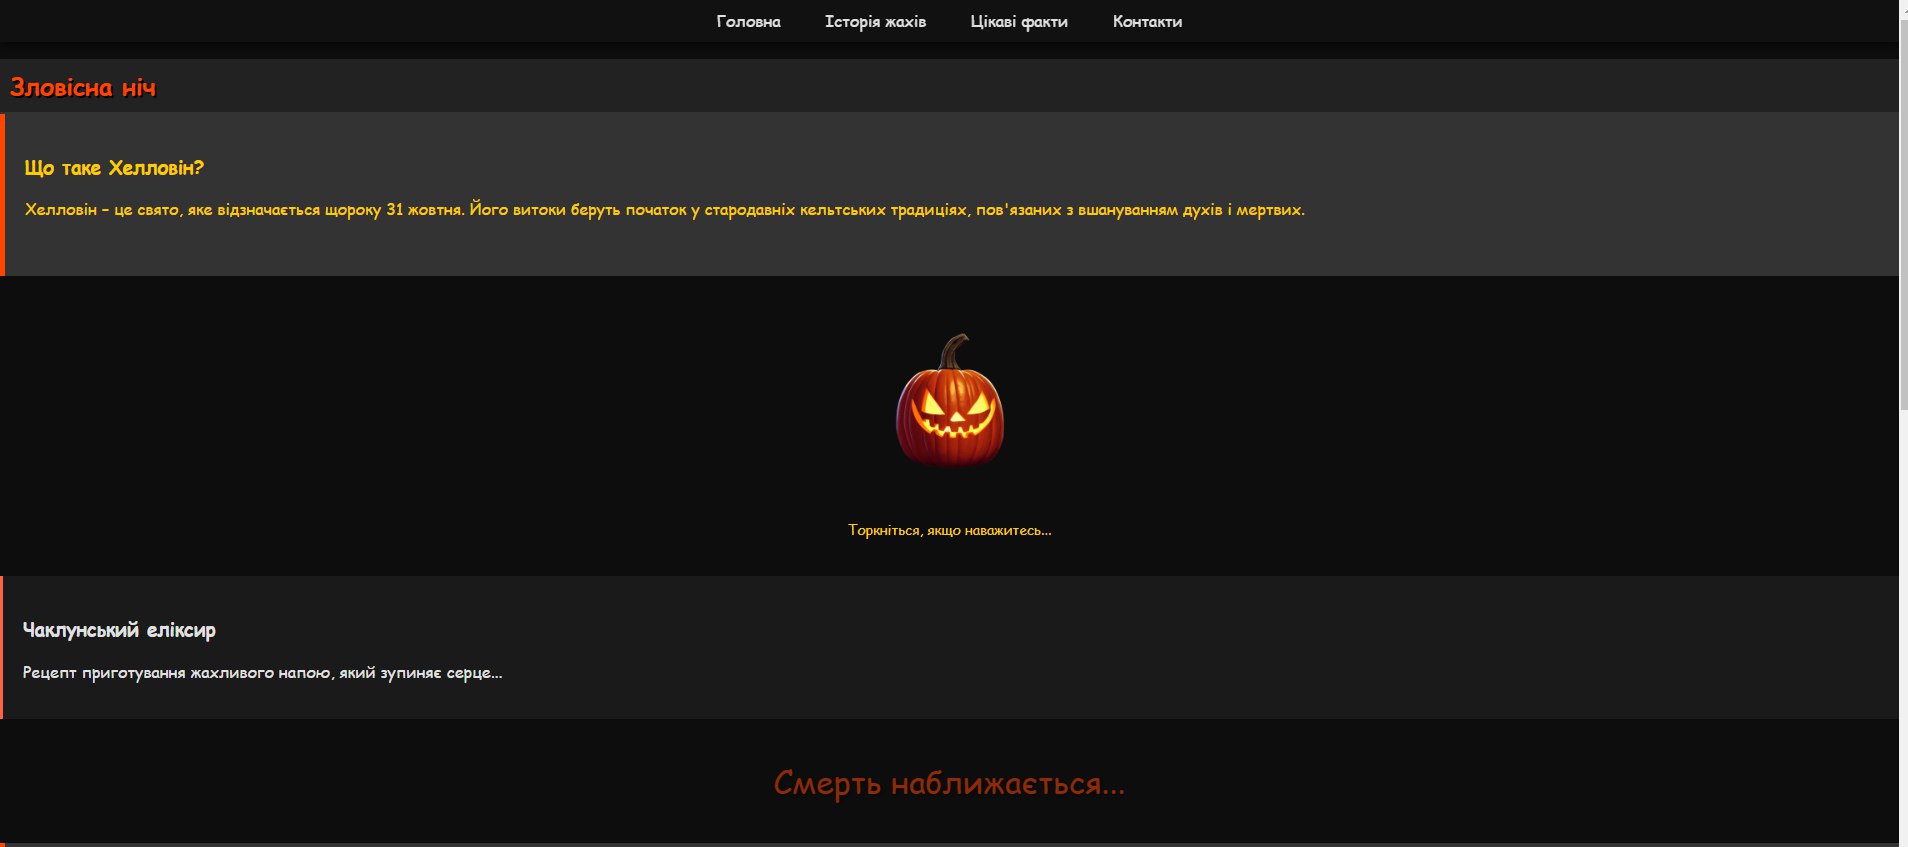 Головна Історія жахів Цікаві факти Контакти
Зловісна ніч
Що таке Хелловін?
Хелловін – це свято, яке відзначається щороку 31 жовтня. Його витоки беруть початок у стародавніх кельтських традиціях, пов'язаних з вшануванням духів і мертвих.
Торкніться, якщо наважитесь...
Чаклунський еліксир
Рецепт приготування жахливого напою, який зупиняє серце...
Смерть наближається...